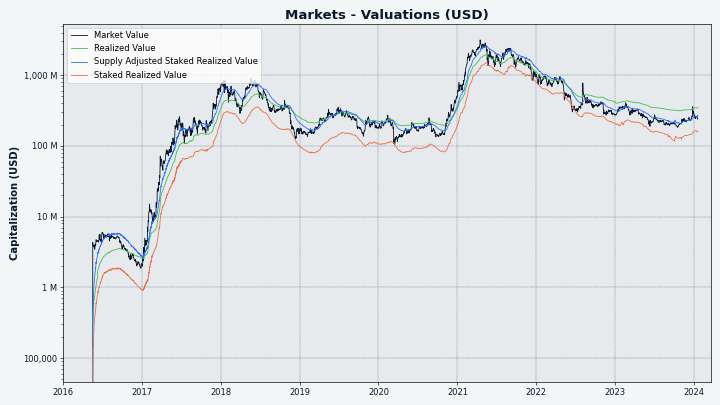 Markets - Valuations (USD)
Market Value
Realized Value
Supply Adjusted Staked Realized Value
Staked Realized Value
Capitalization (USD)
1,000 M
100 M
10 M
1 M
100,000
2016 2017 2018 2019 2020 2021 2022 2023 2024